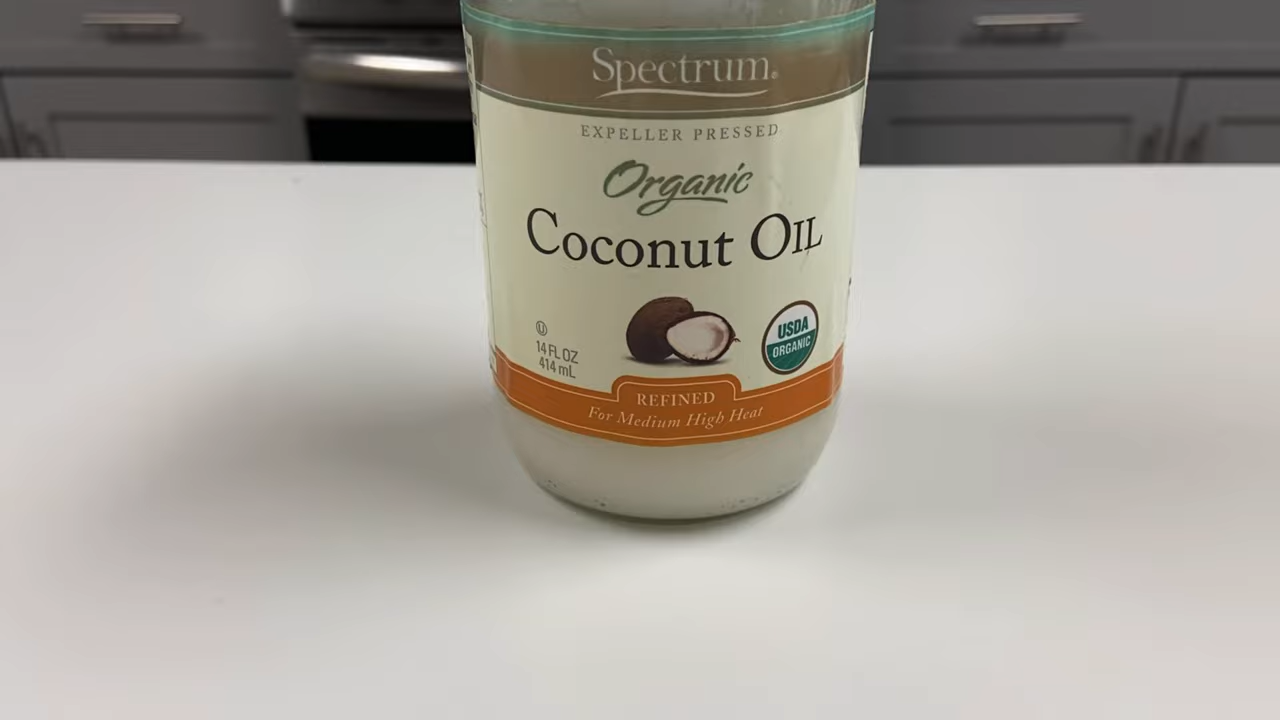 Spectrum®
EXPELLER PRESSED
Organic
COCONUT OIL
U
14 FL OZ
414 mL
USDA
ORGANIC
REFINED
For Medium High Heat